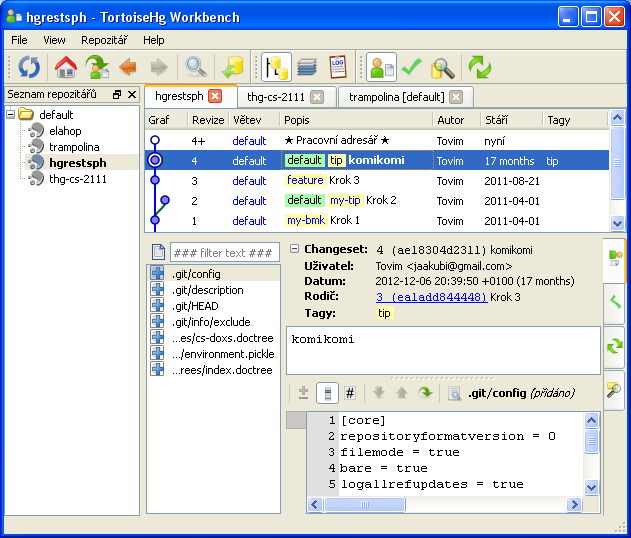 hgrestsph - TortoiseHg Workbench
File View Repozitář Help
LOG
Seznam repozitářů
default
elahop
trampolina
hgrestsph
thg-cs-2111
hgrestsph thg-cs-2111 trampolina [default]
Graf Revize Větev Popis Autor Stáří Tagy
4+ default ★ Pracovní adresář ★ Tovim nyní
4 default default tip komikomi Tovim 17 months tip
3 default feature Krok 3 Tovim 2011-08-21
2 default default my-tip Krok 2 Tovim 2011-04-01
1 default my-bmk Krok 1 Tovim 2011-04-01
### filter text ###
.git/config
.git/description
.git/HEAD
.git/info/exclude
...es/cs-doxs.doctree
.../environment.pickle
...rees/index.doctree
Changeset: 4 (ae18304d2311) komikomi
Uživatel: Tovim <jaakubi@gmail.com>
Datum: 2012-12-06 20:39:50 +0100 (17 months)
Rodič: 3 (ea1add844448) Krok 3
Tagy: tip
komikomi
# .git/config (přidáno)
1 [core]
2 repositoryformatversion = 0
3 filemode = true
4 bare = true
5 logallrefupdates = true